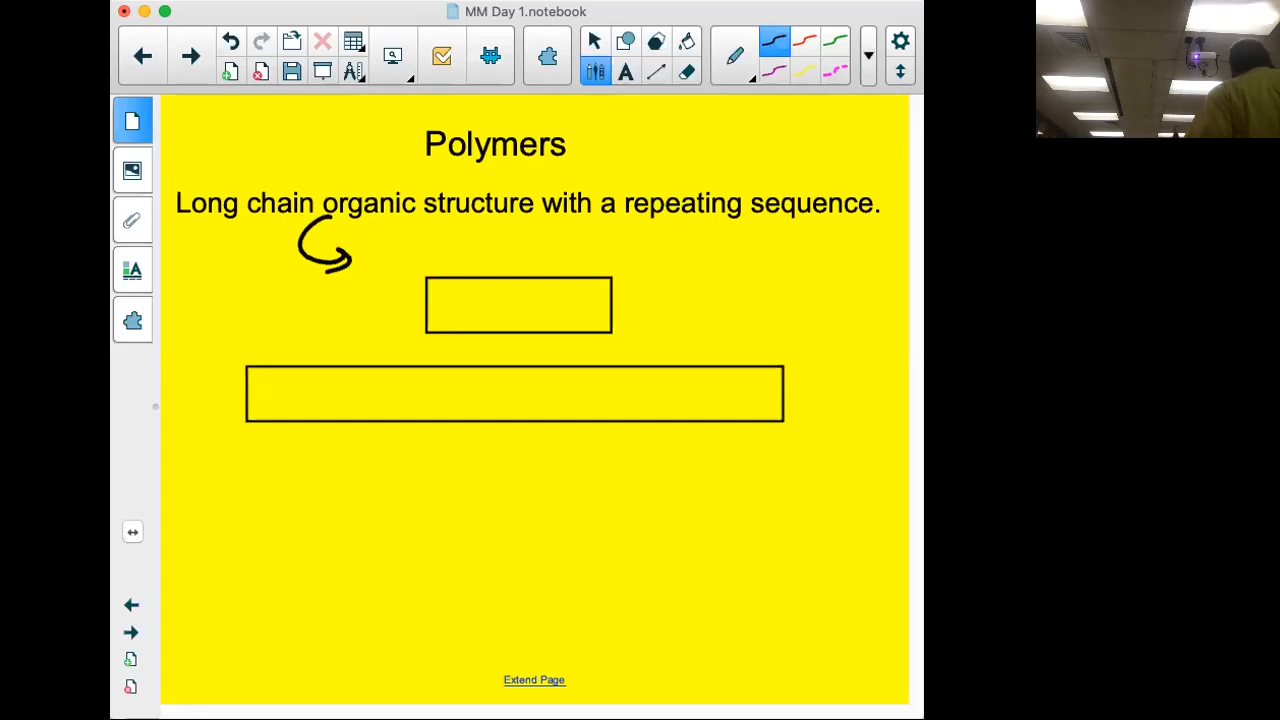 MM Day 1.notebook
Polymers
Long chain organic structure with a repeating sequence.
Extend Page